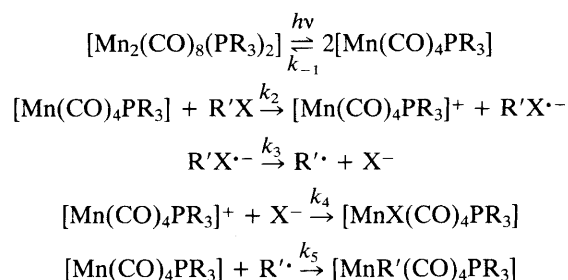 [Mn₂(CO)₈(PR₃)₂] hν ⇌ k₋₁ 2[Mn(CO)₄PR₃]
[Mn(CO)₄PR₃] + R′X k₂ → [Mn(CO)₄PR₃]⁺ + R′X•⁻
R′X•⁻ k₃ → R′• + X⁻
[Mn(CO)₄PR₃]⁺ + X⁻ k₄ → [MnX(CO)₄PR₃]
[Mn(CO)₄PR₃] + R′• k₅ → [MnR′(CO)₄PR₃]